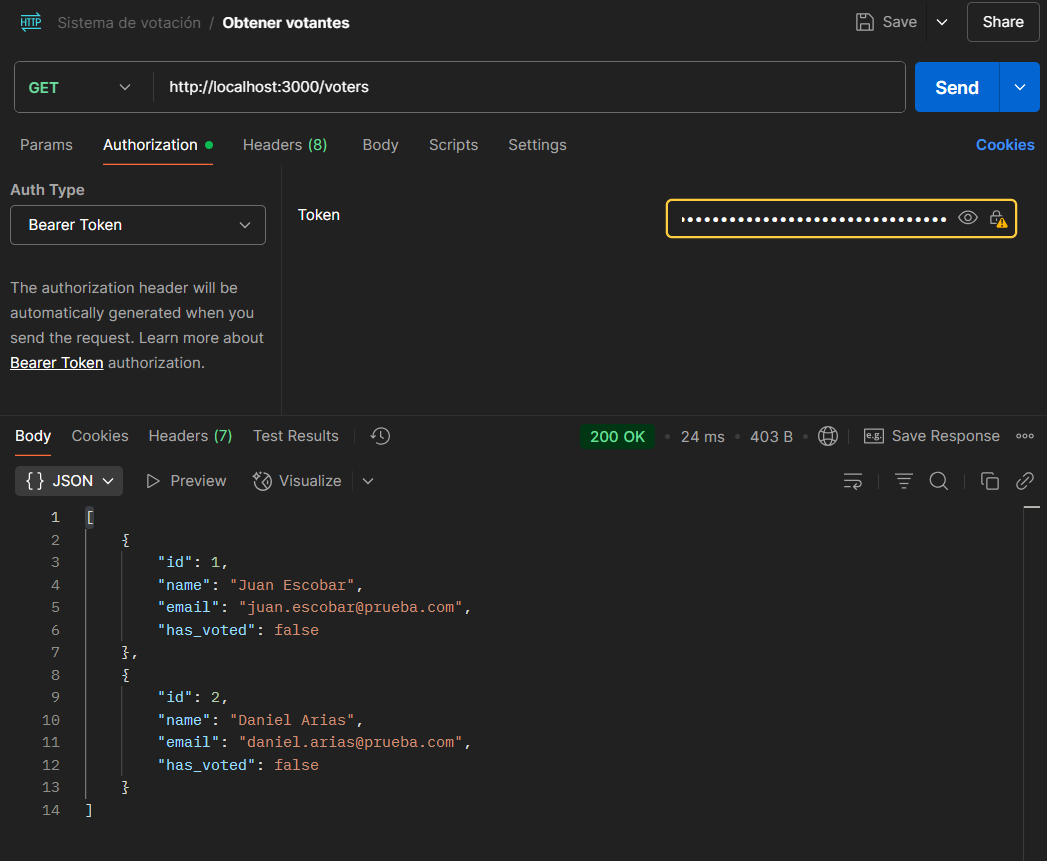 HTTP Sistema de votación / Obtener votantes Save Share
GET http://localhost:3000/voters Send
Params Authorization Headers (8) Body Scripts Settings Cookies
Auth Type
Bearer Token
Token
••••••••••••••••••••••••••••••
The authorization header will be
automatically generated when you
send the request. Learn more about
Bearer Token authorization.
Body Cookies Headers (7) Test Results 200 OK • 24 ms • 403 B • e.g. Save Response
{} JSON Preview Visualize
1 [
2 {
3 "id": 1,
4 "name": "Juan Escobar",
5 "email": "juan.escobar@prueba.com",
6 "has_voted": false
7 },
8 {
9 "id": 2,
10 "name": "Daniel Arias",
11 "email": "daniel.arias@prueba.com",
12 "has_voted": false
13 }
14 ]